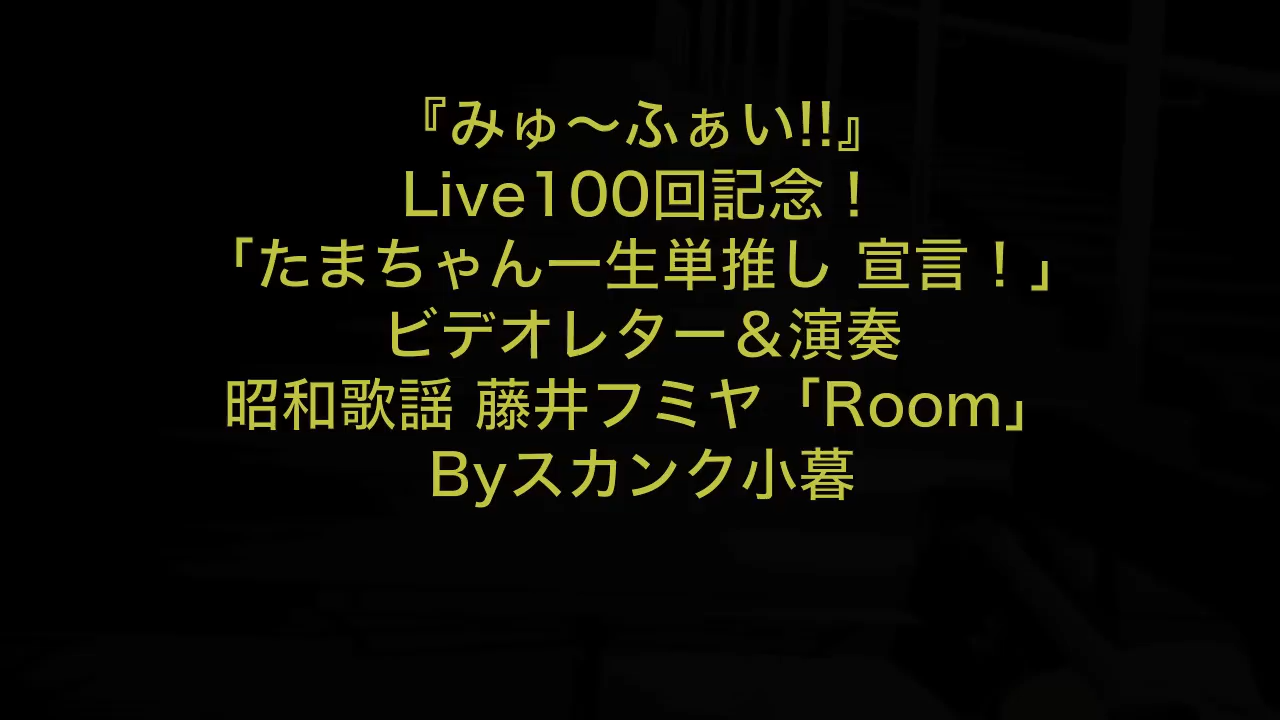 『みゅ〜ふぁい!!』
Live100回記念！
「たまちゃん一生単推し 宣言！」
ビデオレター＆演奏
昭和歌謡 藤井フミヤ「Room」
Byスカンク小暮